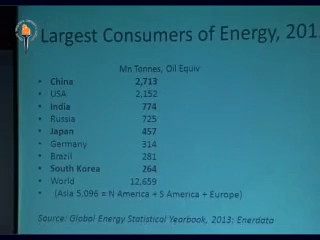 Largest Consumers of Energy, 201
Mn Tonnes, Oil Equiv
• China 2,713
• USA 2,152
• India 774
• Russia 725
• Japan 457
• Germany 314
• Brazil 281
• South Korea 264
• World 12,659
• (Asia 5,096 = N America + S America + Europe)
Source: Global Energy Statistical Yearbook, 2013: Enerdata